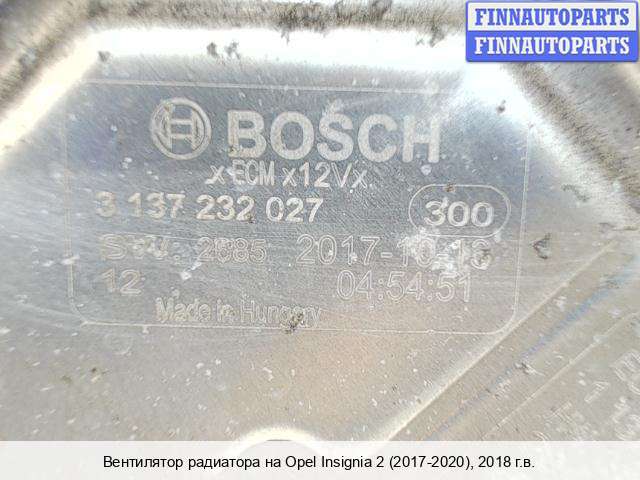 FINNAUTOPARTS
FINNAUTOPARTS
BOSCH
x ECM x12Vx
3 137 232 027 300
2017-10-16
12 04:54:51
Made in Hungary
Вентилятор радиатора на Opel Insignia 2 (2017-2020), 2018 г.в.